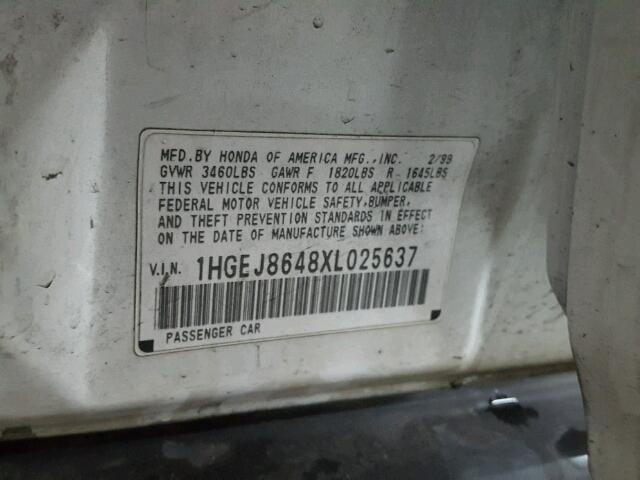 MFD. BY HONDA OF AMERICA MFG., INC. 2/99
GVWR 3460LBS GAWR F 1820LBS R 1645LBS
THIS VEHICLE CONFORMS TO ALL APPLICABLE
FEDERAL MOTOR VEHICLE SAFETY, BUMPER,
AND THEFT PREVENTION STANDARDS IN EFFECT
ON THE DATE OF MANUFACTURE SHOWN ABOVE.
V.I.N. 1HGEJ8648XL025637
PASSENGER CAR